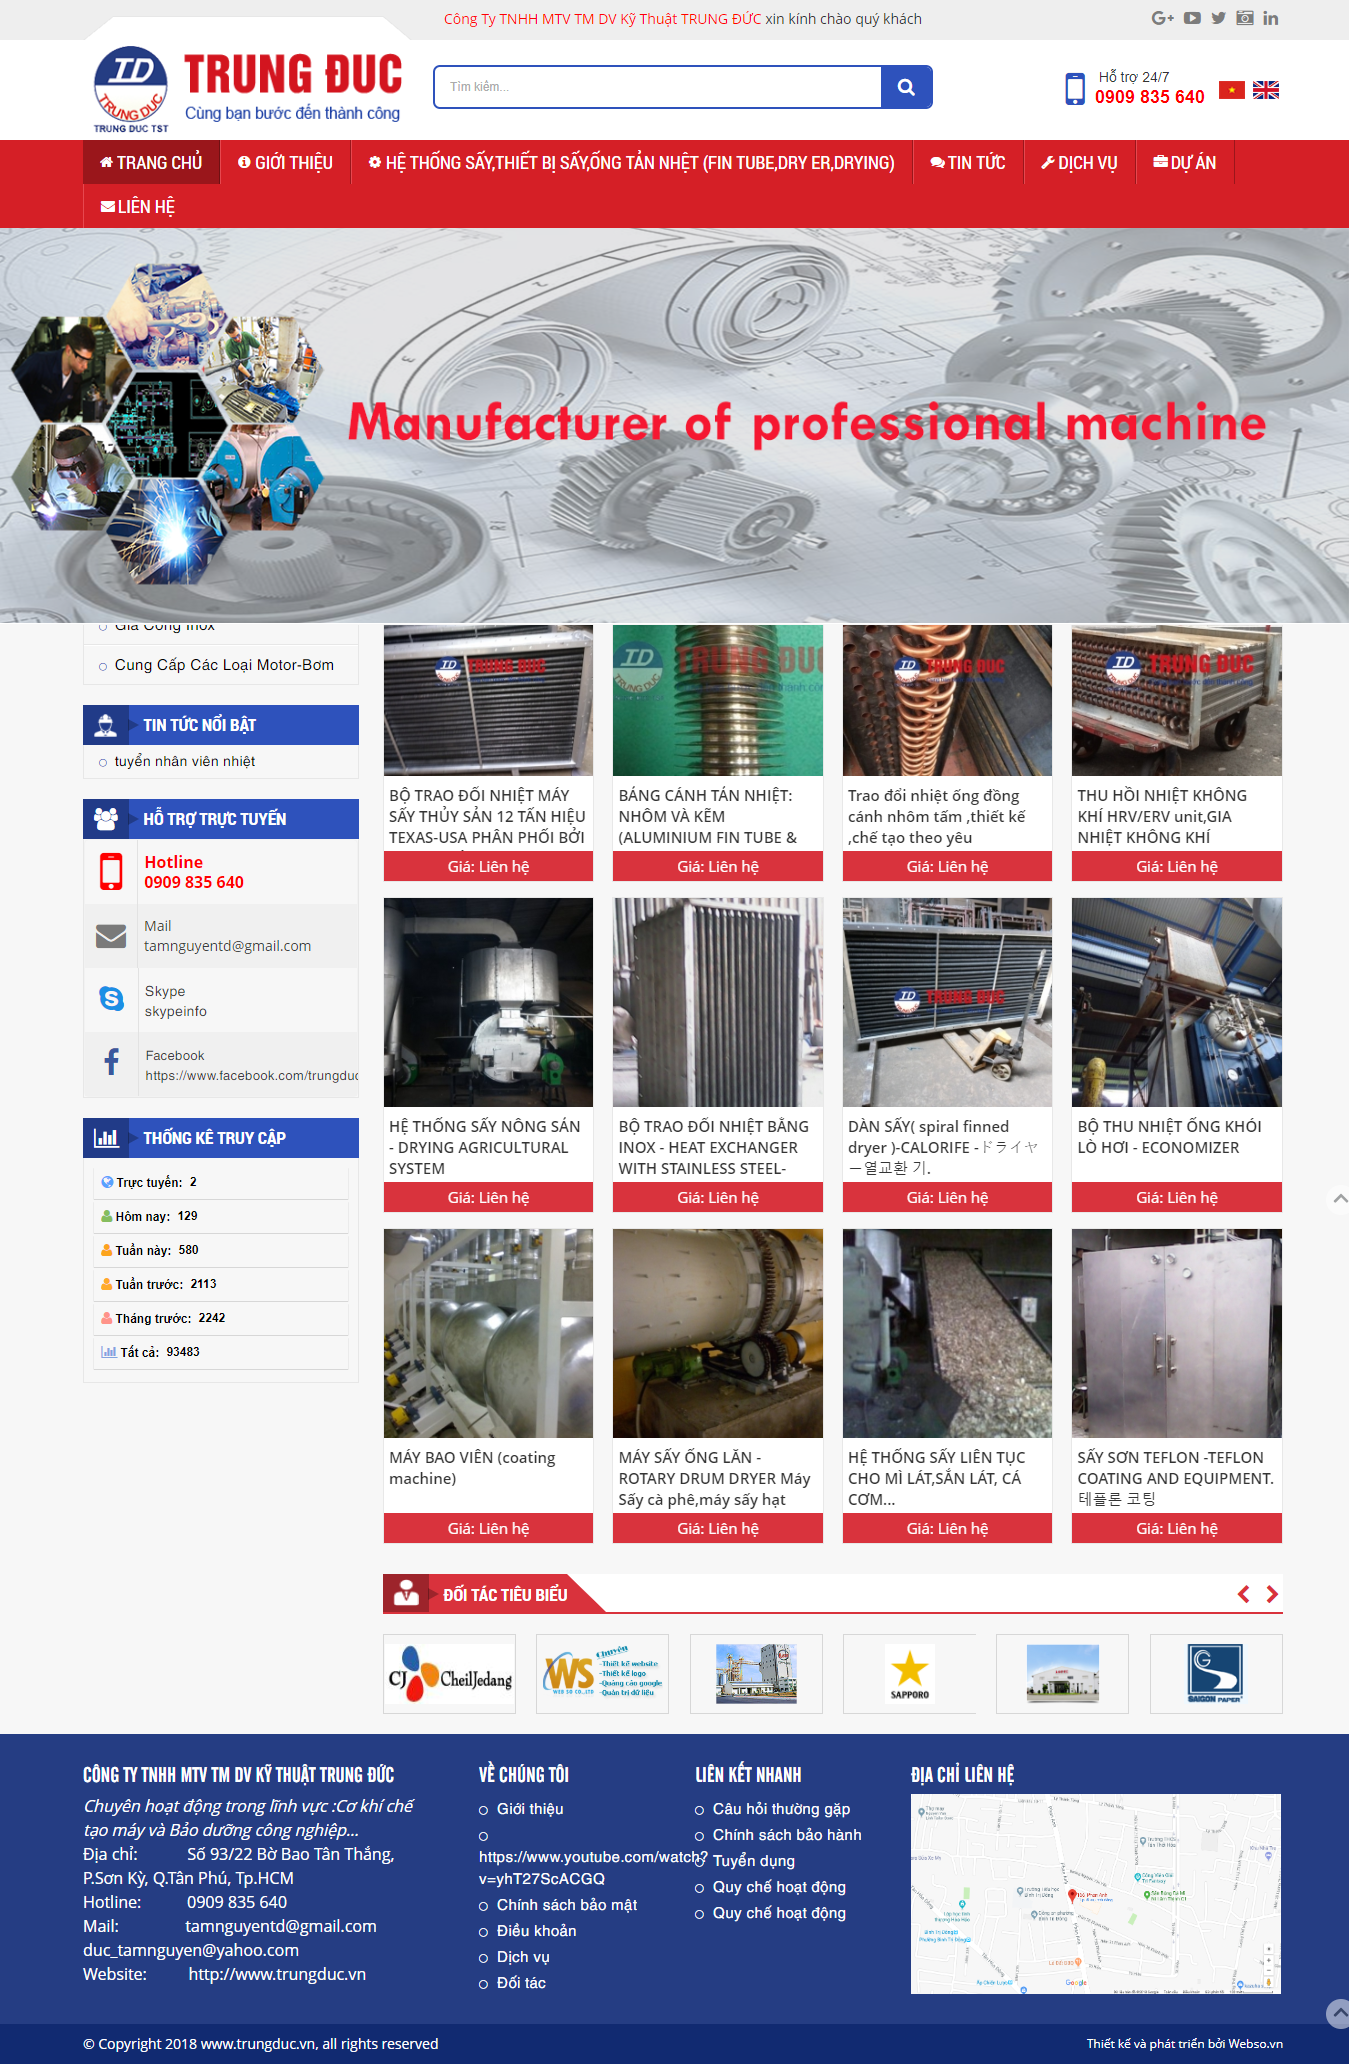 Công Ty TNHH MTV TM DV Kỹ Thuật TRUNG ĐỨC xin kính chào quý khách
TD
TRUNG DUC
TRUNG DUC TST
TRUNG ĐUC
Cùng bạn bước đến thành công
Tìm kiếm...
Hỗ trợ 24/7
0909 835 640
TRANG CHỦ
GIỚI THIỆU
HỆ THỐNG SẤY,THIẾT BỊ SẤY,ỐNG TẢN NHỆT (FIN TUBE,DRY ER,DRYING)
TIN TỨC
DỊCH VỤ
DỰ ÁN
LIÊN HỆ
Manufacturer of professional machine
Gia Công Inox
Cung Cấp Các Loại Motor-Bơm
TIN TỨC NỔI BẬT
tuyển nhân viên nhiệt
HỖ TRỢ TRỰC TUYẾN
Hotline
0909 835 640
Mail
tamnguyentd@gmail.com
Skype
skypeinfo
Facebook
https://www.facebook.com/trungduc
THỐNG KÊ TRUY CẬP
Trực tuyến: 2
Hôm nay: 129
Tuần này: 580
Tuần trước: 2113
Tháng trước: 2242
Tất cả: 93483
BỘ TRAO ĐỔI NHIỆT MÁY
SẤY THỦY SẢN 12 TẤN HIỆU
TEXAS-USA PHÂN PHỐI BỞI
Giá: Liên hệ
BÁNG CÁNH TẢN NHIỆT:
NHÔM VÀ KẼM
(ALUMINIUM FIN TUBE &
Giá: Liên hệ
Trao đổi nhiệt ống đồng
cánh nhôm tấm ,thiết kế
,chế tạo theo yêu
Giá: Liên hệ
THU HỒI NHIỆT KHÔNG
KHÍ HRV/ERV unit,GIA
NHIỆT KHÔNG KHÍ
Giá: Liên hệ
HỆ THỐNG SẤY NÔNG SẢN
- DRYING AGRICULTURAL
SYSTEM
Giá: Liên hệ
BỘ TRAO ĐỔI NHIỆT BẰNG
INOX - HEAT EXCHANGER
WITH STAINLESS STEEL-
Giá: Liên hệ
DÀN SẤY( spiral finned
dryer )-CALORIFE -ドライヤ
ー열교환 기.
Giá: Liên hệ
BỘ THU NHIỆT ỐNG KHÓI
LÒ HƠI - ECONOMIZER
Giá: Liên hệ
MÁY BAO VIÊN (coating
machine)
Giá: Liên hệ
MÁY SẤY ỐNG LĂN -
ROTARY DRUM DRYER Máy
Sấy cà phê,máy sấy hạt
Giá: Liên hệ
HỆ THỐNG SẤY LIÊN TỤC
CHO MÌ LÁT,SẮN LÁT, CÁ
CƠM...
Giá: Liên hệ
SẤY SƠN TEFLON -TEFLON
COATING AND EQUIPMENT.
테플론 코팅
Giá: Liên hệ
ĐỐI TÁC TIÊU BIỂU
CJ CheilJedang
WS
WEB SO CO.,LTD
Chuyên
-Thiết kế website
-Thiết kế logo
-Quảng cáo google
-Quản trị dữ liệu
SAPPORO
SAIGON PAPER
CÔNG TY TNHH MTV TM DV KỸ THUẬT TRUNG ĐỨC
Chuyên hoạt động trong lĩnh vực :Cơ khí chế
tạo máy và Bảo dưỡng công nghiệp...
Địa chỉ: Số 93/22 Bờ Bao Tân Thắng,
P.Sơn Kỳ, Q.Tân Phú, Tp.HCM
Hotline: 0909 835 640
Mail: tamnguyentd@gmail.com
duc_tamnguyen@yahoo.com
Website: http://www.trungduc.vn
VỀ CHÚNG TÔI
Giới thiệu
https://www.youtube.com/watch?
v=yhT27ScACGQ
Chính sách bảo mật
Điều khoản
Dịch vụ
Đối tác
LIÊN KẾT NHANH
Câu hỏi thường gặp
Chính sách bảo hành
Tuyển dụng
Quy chế hoạt động
Quy chế hoạt động
ĐỊA CHỈ LIÊN HỆ
Google
© Copyright 2018 www.trungduc.vn, all rights reserved
Thiết kế và phát triển bởi Webso.vn